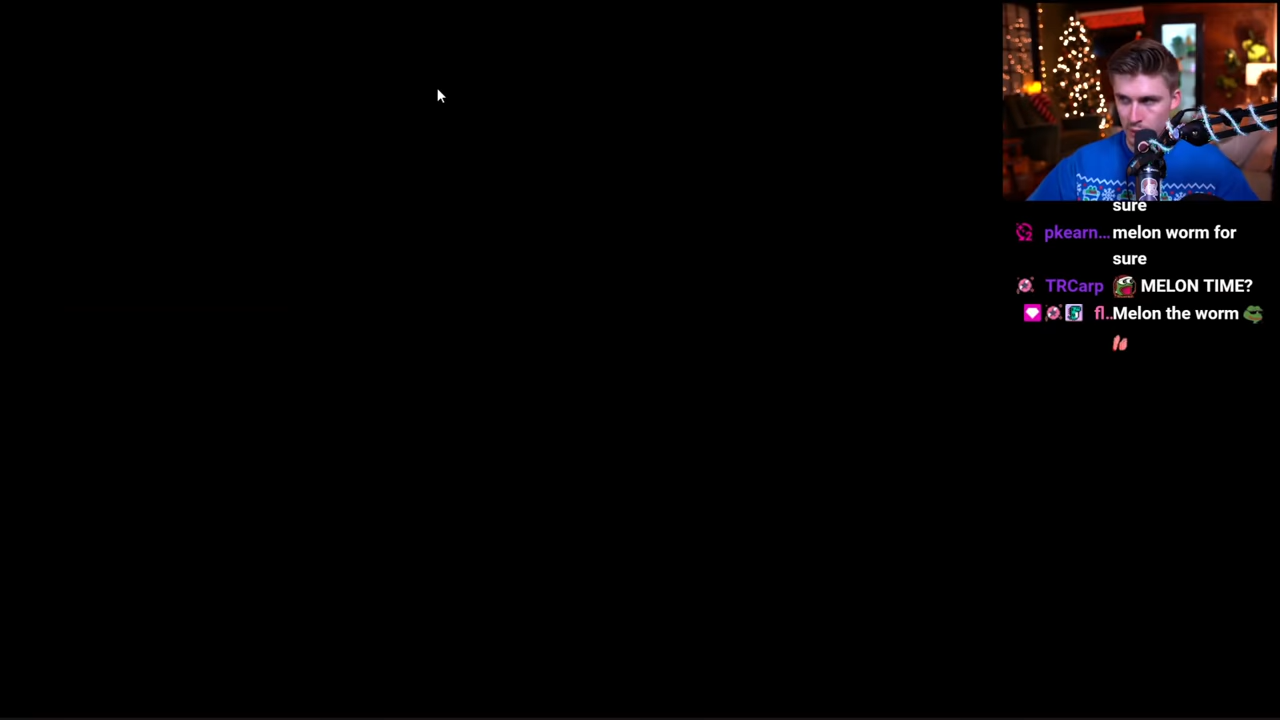 sure
pkearn... melon worm for
sure
TRCarp MELON TIME?
fl.. Melon the worm